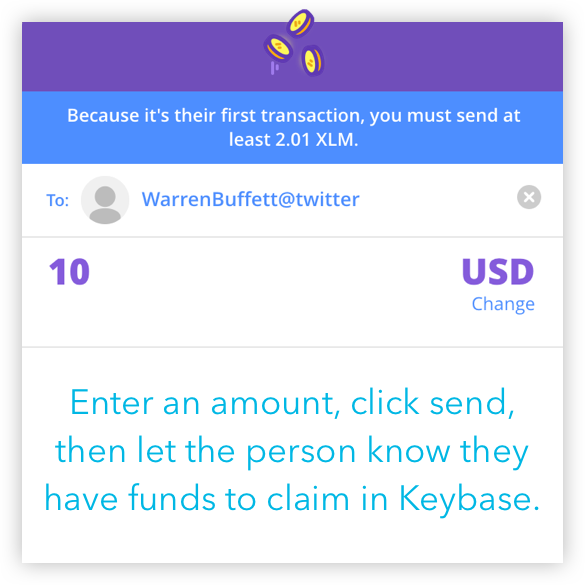 Because it's their first transaction, you must send at
least 2.01 XLM.
To: WarrenBuffett@twitter
10 USD
Change
Enter an amount, click send,
then let the person know they
have funds to claim in Keybase.